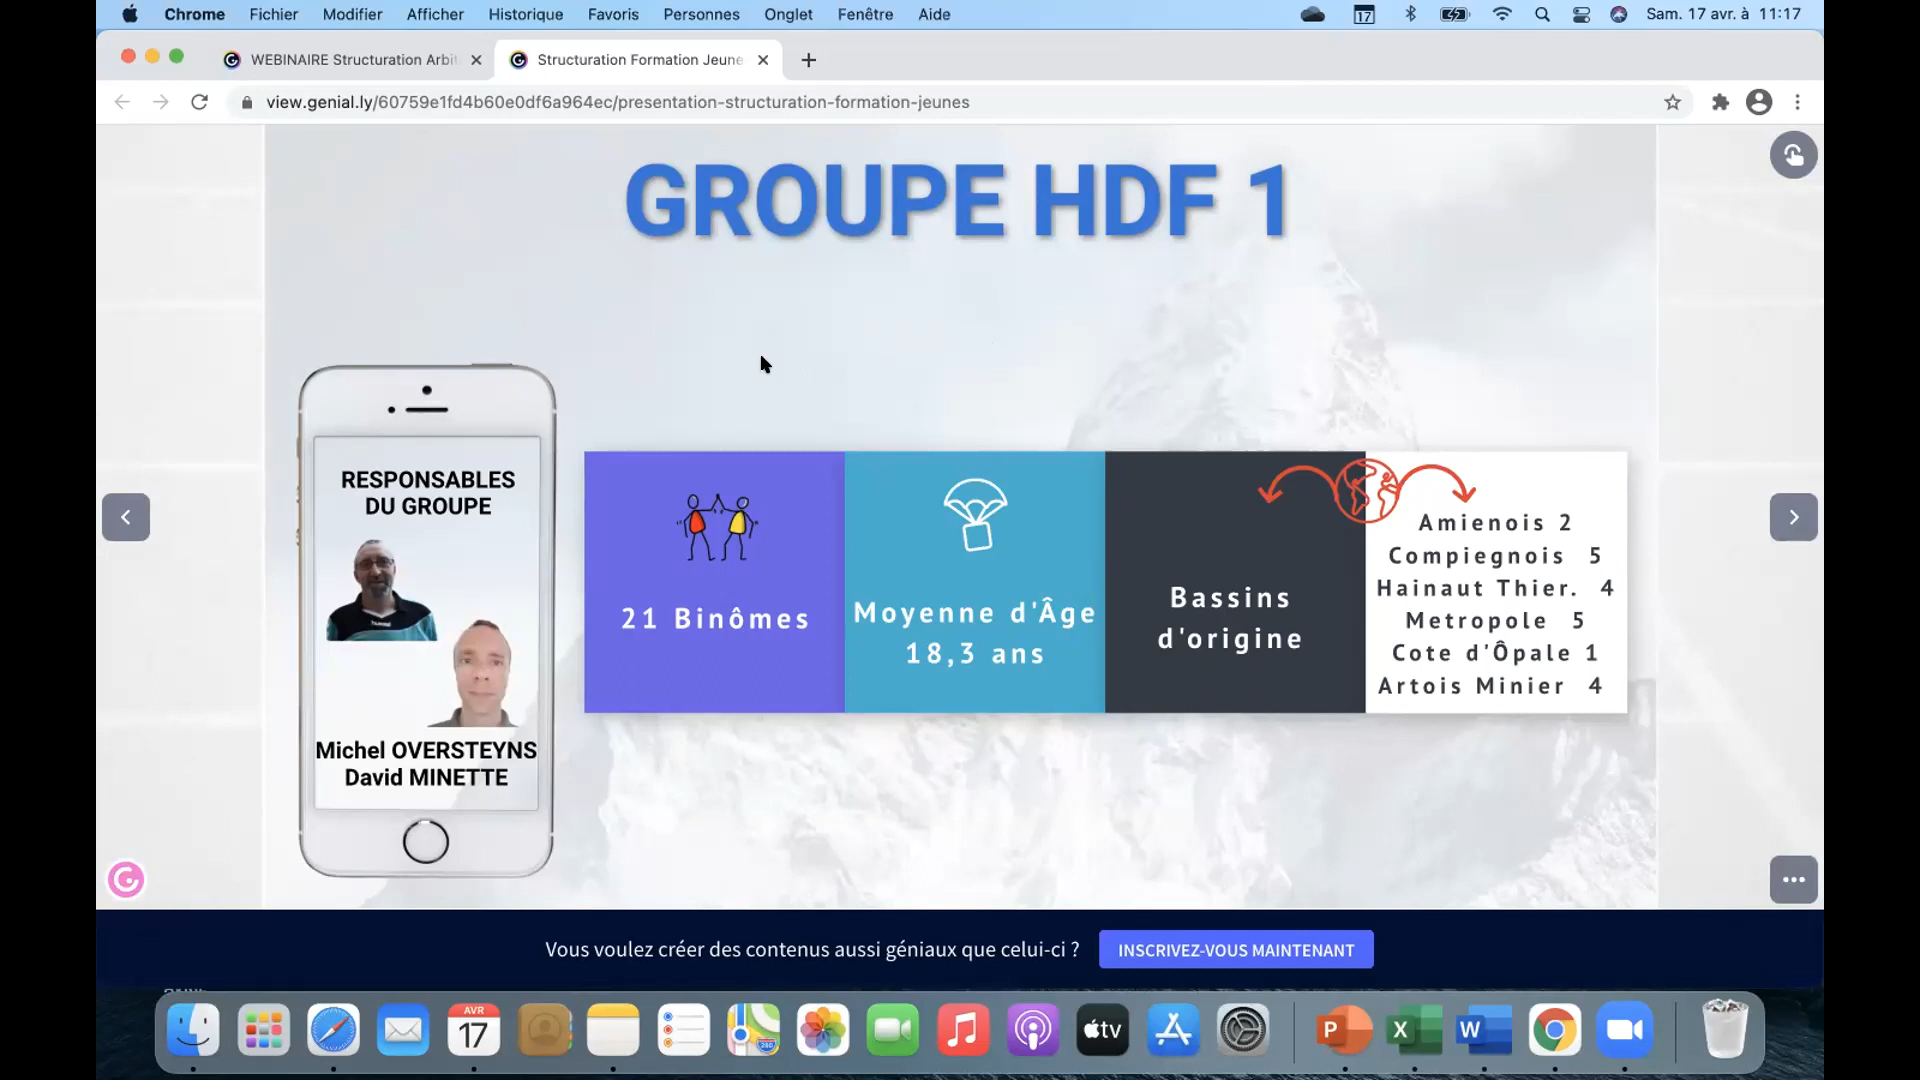 Chrome Fichier Modifier Afficher Historique Favoris Personnes Onglet Fenêtre Aide 17 Sam. 17 avr. à 11:17
WEBINAIRE Structuration Arbi
Structuration Formation Jeune
view.genial.ly/60759e1fd4b60e0df6a964ec/presentation-structuration-formation-jeunes
GROUPE HDF 1
RESPONSABLES
DU GROUPE
Michel OVERSTEYNS
David MINETTE
21 Binômes
Moyenne d'Âge
18,3 ans
Bassins
d'origine
Amienois 2
Compiegnois 5
Hainaut Thier. 4
Metropole 5
Cote d'Ôpale 1
Artois Minier 4
Vous voulez créer des contenus aussi géniaux que celui-ci ?
INSCRIVEZ-VOUS MAINTENANT
AVR
17
280
tv
P
X
W